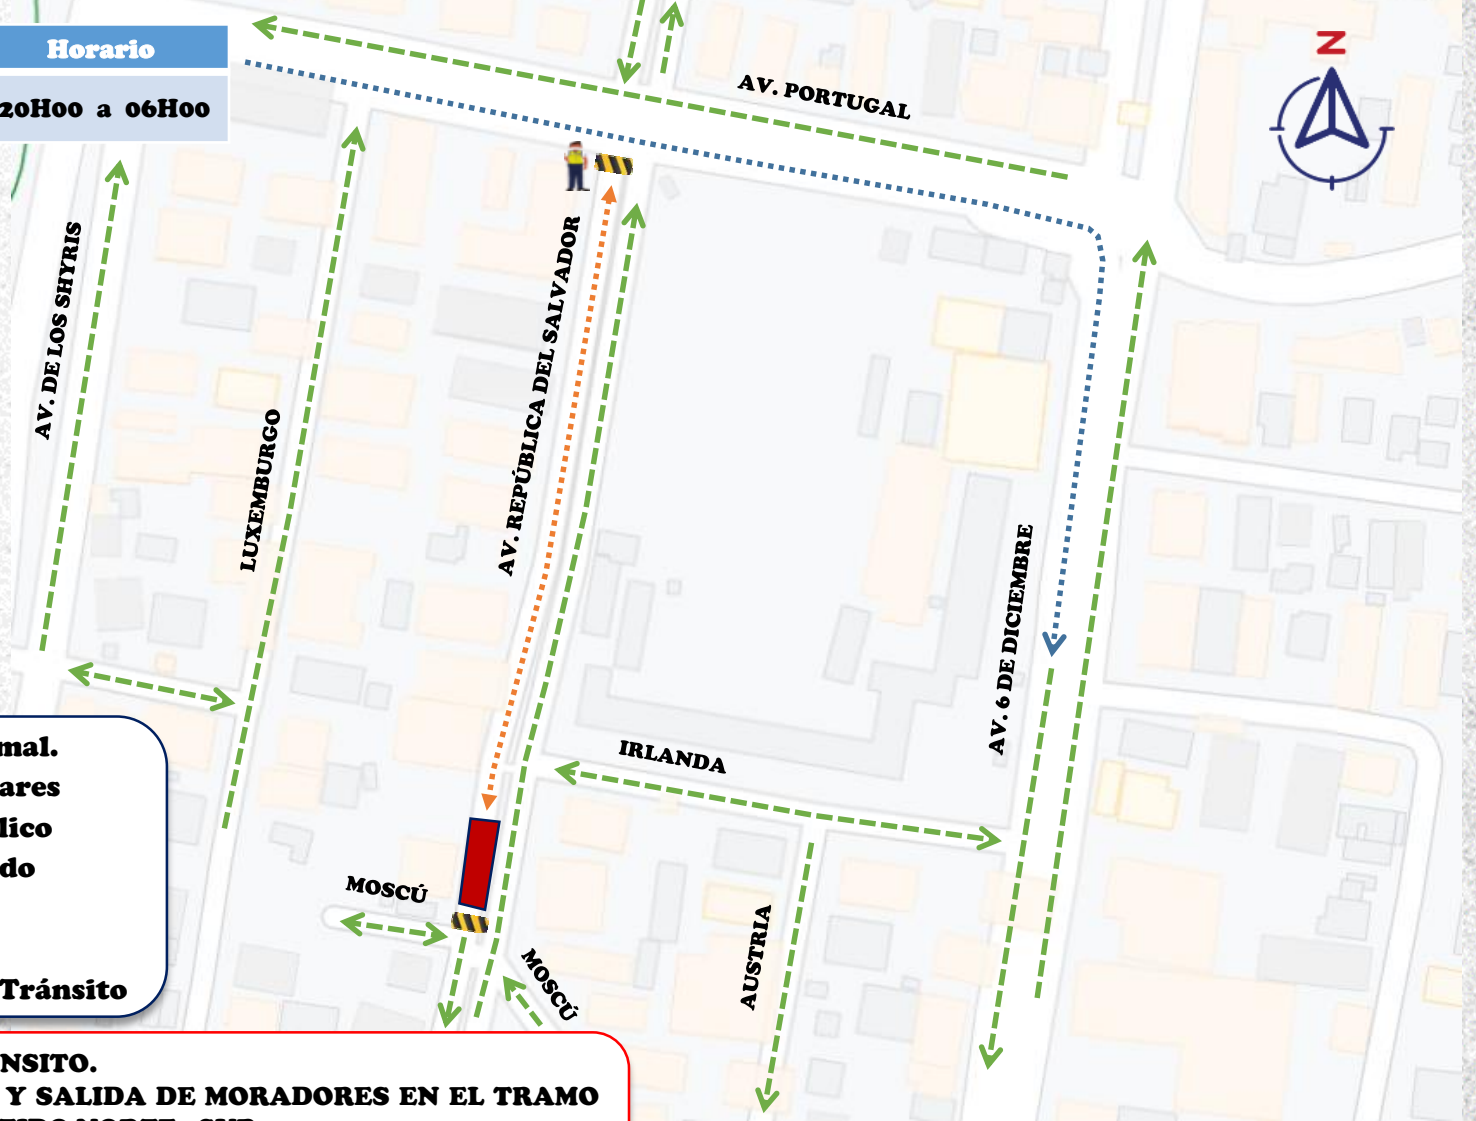 Horario
20H00 a 06H00
N
AV. PORTUGAL
AV. DE LOS SHYRIS
LUXEMBURGO
AV. REPÚBLICA DEL SALVADOR
AV. 6 DE DICIEMBRE
IRLANDA
MOSCÚ
MOSCÚ
AUSTRIA
mal.
ares
lico
do
Tránsito
NSITO.
Y SALIDA DE MORADORES EN EL TRAMO